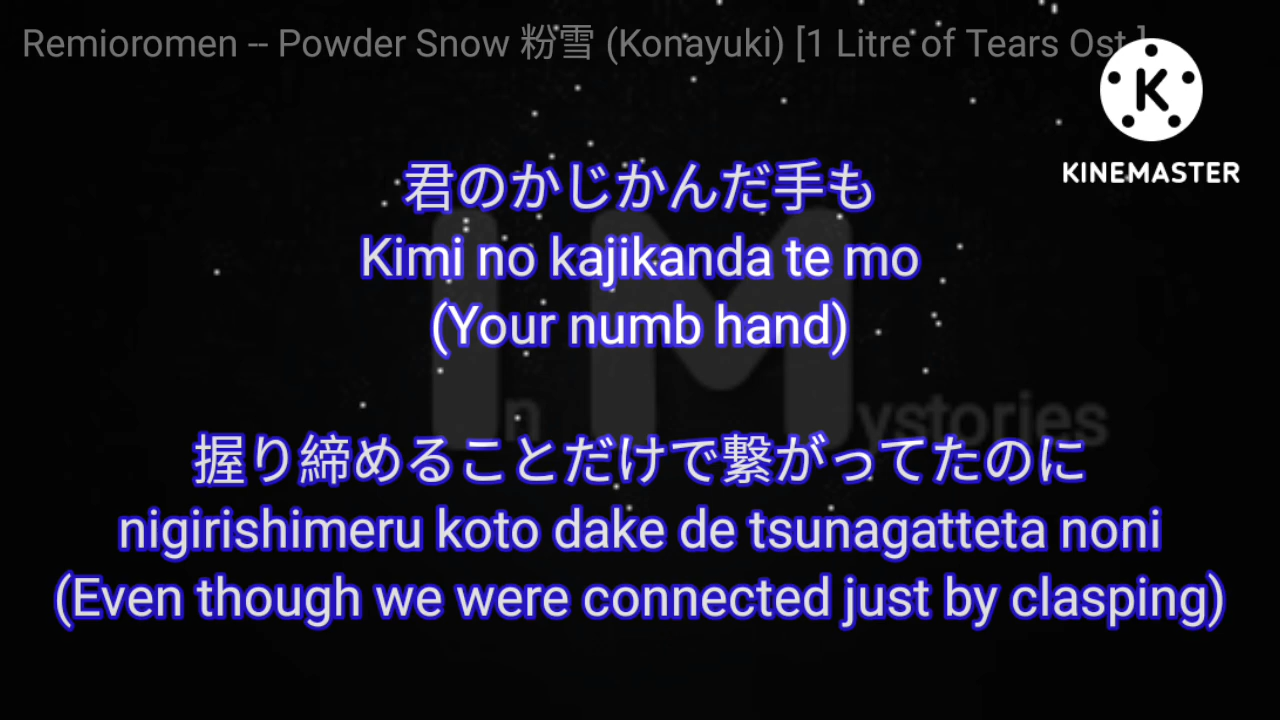 Remioromen -- Powder Snow 粉雪 (Konayuki) [1 Litre of Tears Ost.]
K
KINEMASTER
君のかじかんだ手も
Kimi no kajikanda te mo
(Your numb hand)
In Mystories
握り締めることだけで繋がってたのに
nigirishimeru koto dake de tsunagatteta noni
(Even though we were connected just by clasping)